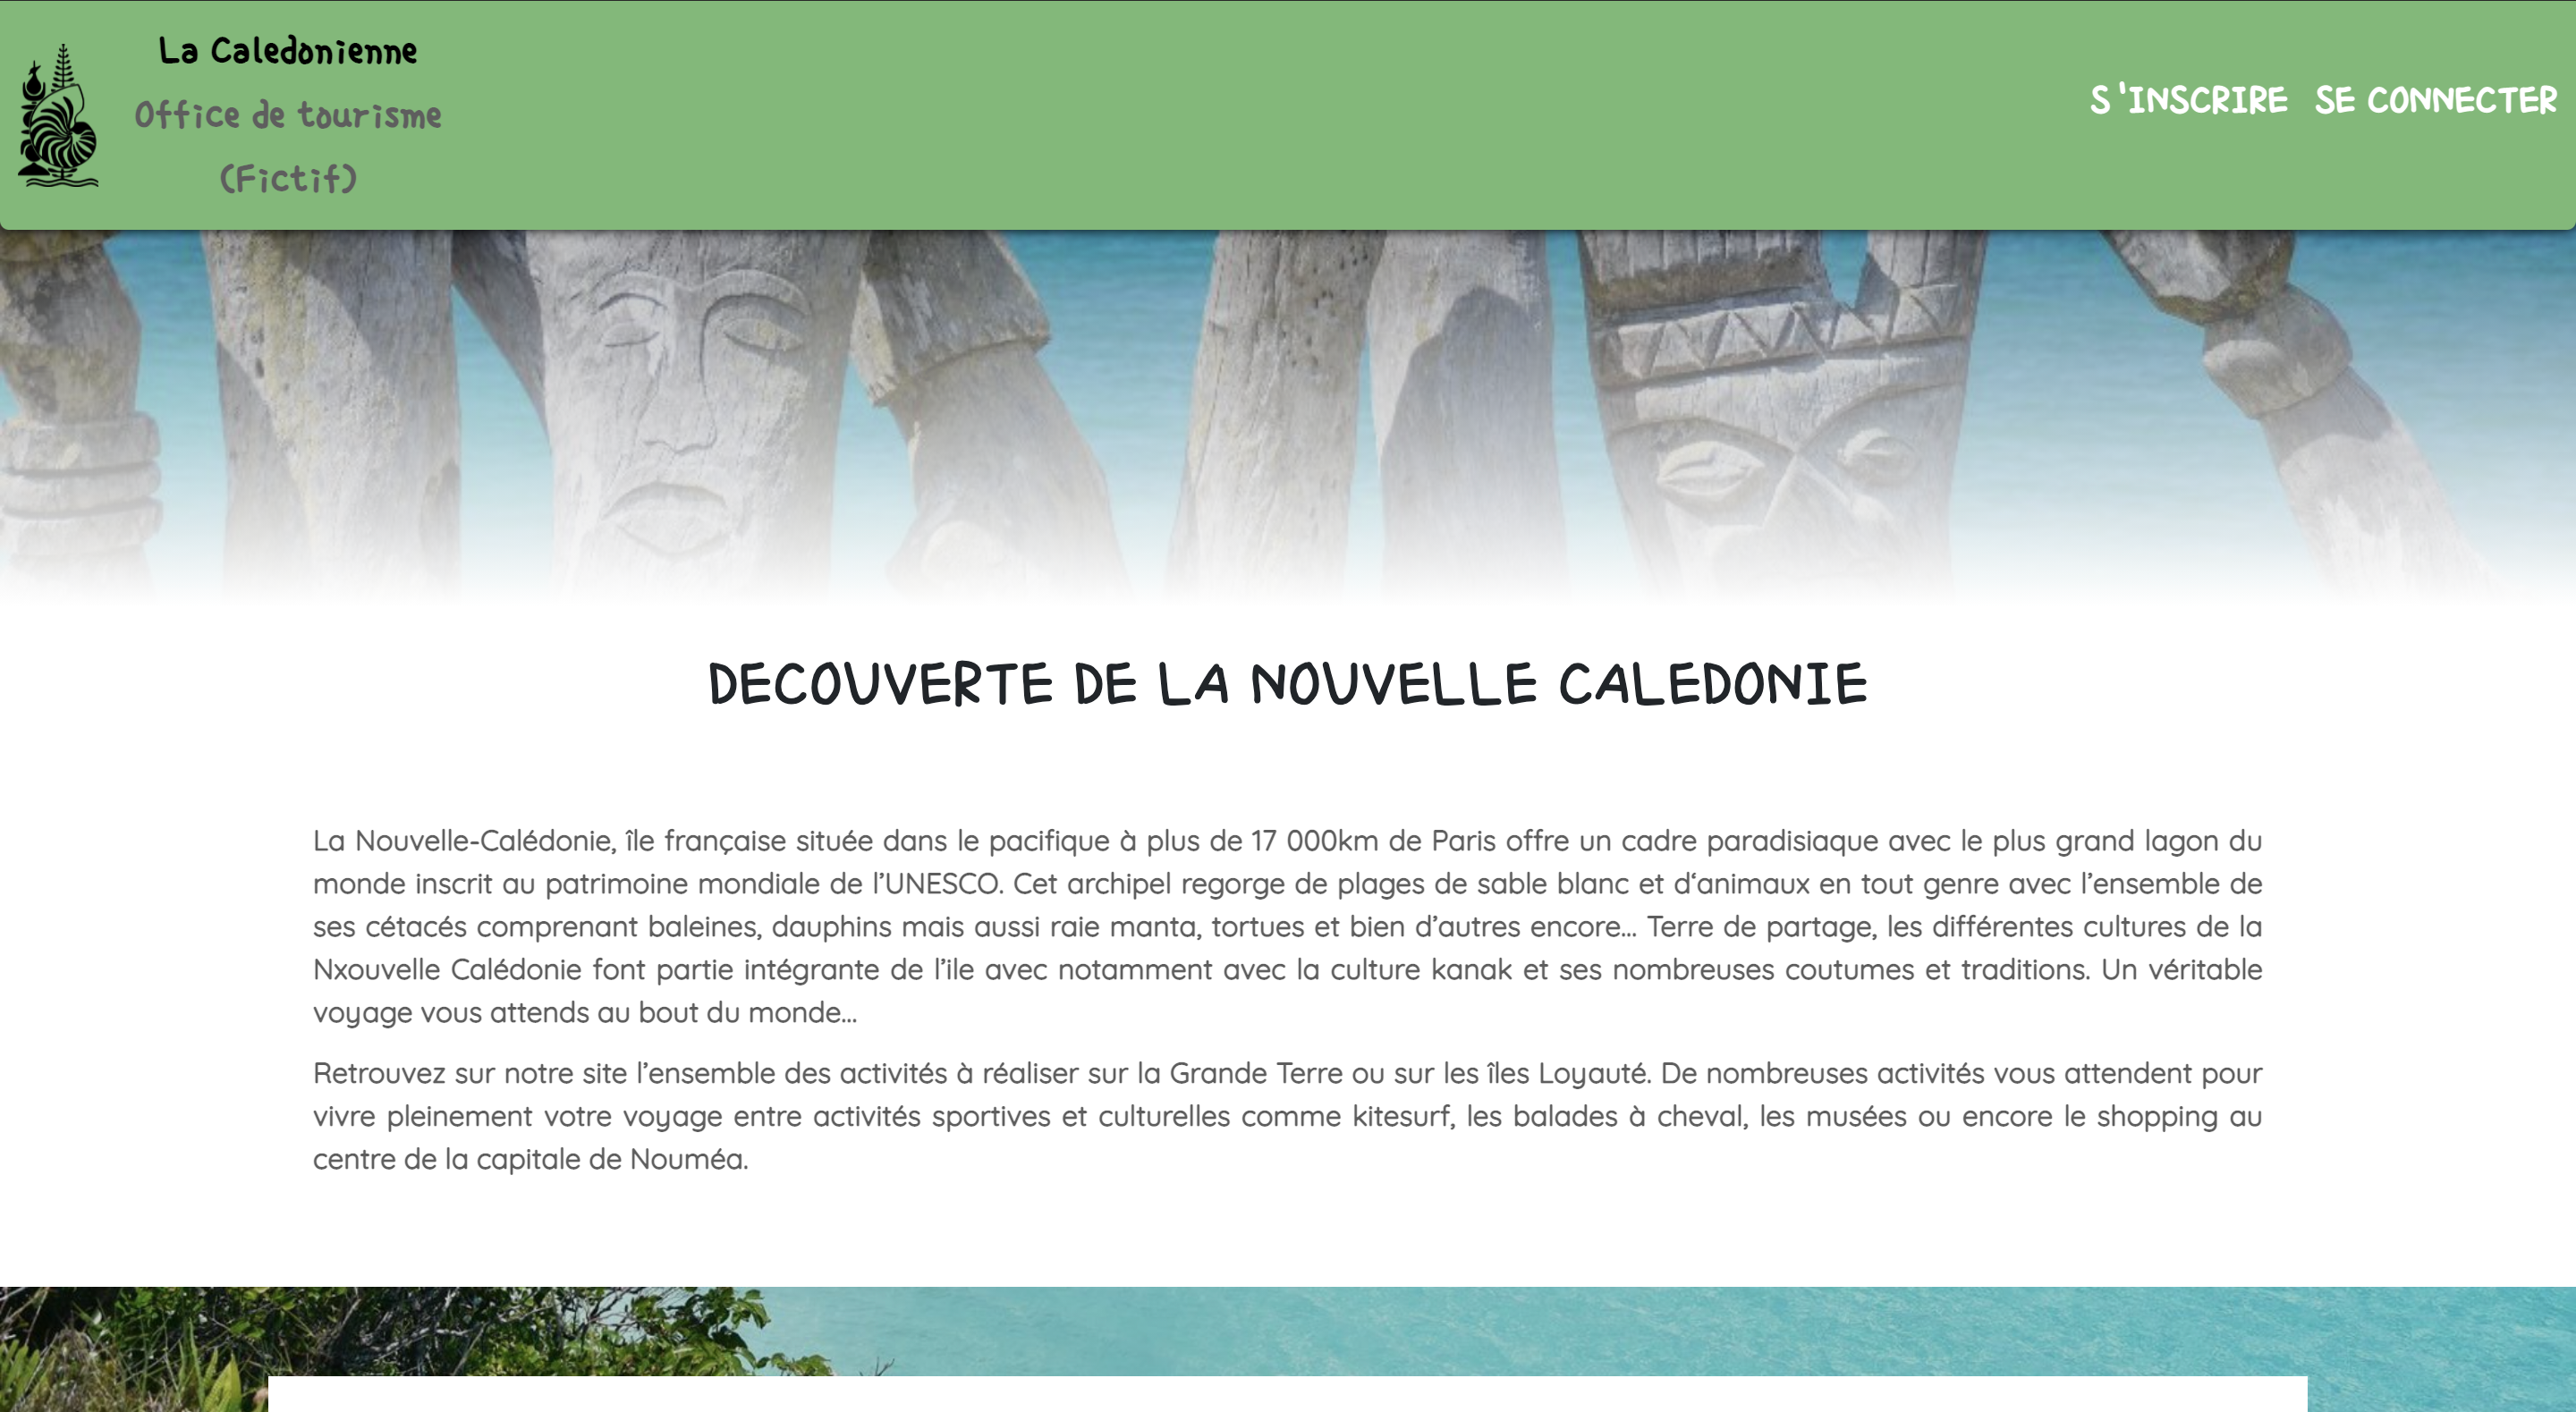 La Caledonienne
Office de tourisme
(Fictif)
S'INSCRIRE SE CONNECTER
DECOUVERTE DE LA NOUVELLE CALEDONIE
La Nouvelle-Calédonie, île française située dans le pacifique à plus de 17 000km de Paris offre un cadre paradisiaque avec le plus grand lagon du
monde inscrit au patrimoine mondiale de l’UNESCO. Cet archipel regorge de plages de sable blanc et d‘animaux en tout genre avec l’ensemble de
ses cétacés comprenant baleines, dauphins mais aussi raie manta, tortues et bien d’autres encore... Terre de partage, les différentes cultures de la
Nxouvelle Calédonie font partie intégrante de l’ile avec notamment avec la culture kanak et ses nombreuses coutumes et traditions. Un véritable
voyage vous attends au bout du monde...
Retrouvez sur notre site l’ensemble des activités à réaliser sur la Grande Terre ou sur les îles Loyauté. De nombreuses activités vous attendent pour
vivre pleinement votre voyage entre activités sportives et culturelles comme kitesurf, les balades à cheval, les musées ou encore le shopping au
centre de la capitale de Nouméa.